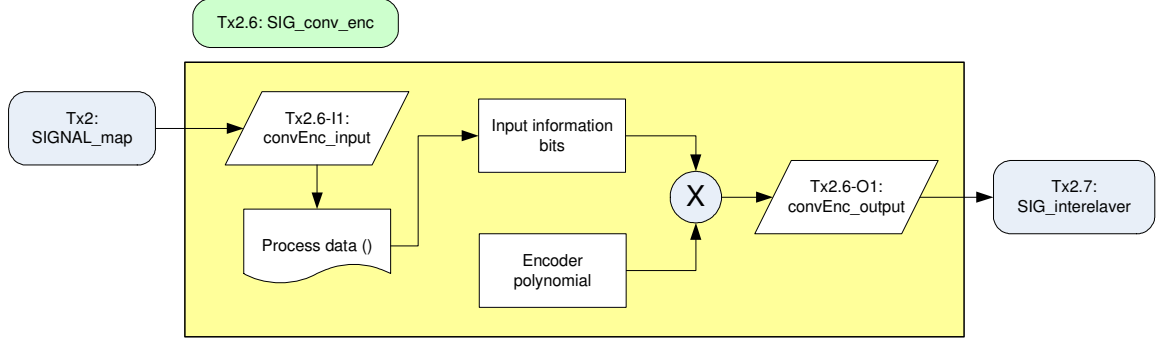 Tx2.6: SIG_conv_enc
Tx2:
SIGNAL_map
Tx2.6-I1:
convEnc_input
Process data ()
Input information
bits
Encoder
polynomial
X
Tx2.6-O1:
convEnc_output
Tx2.7:
SIG_interelaver